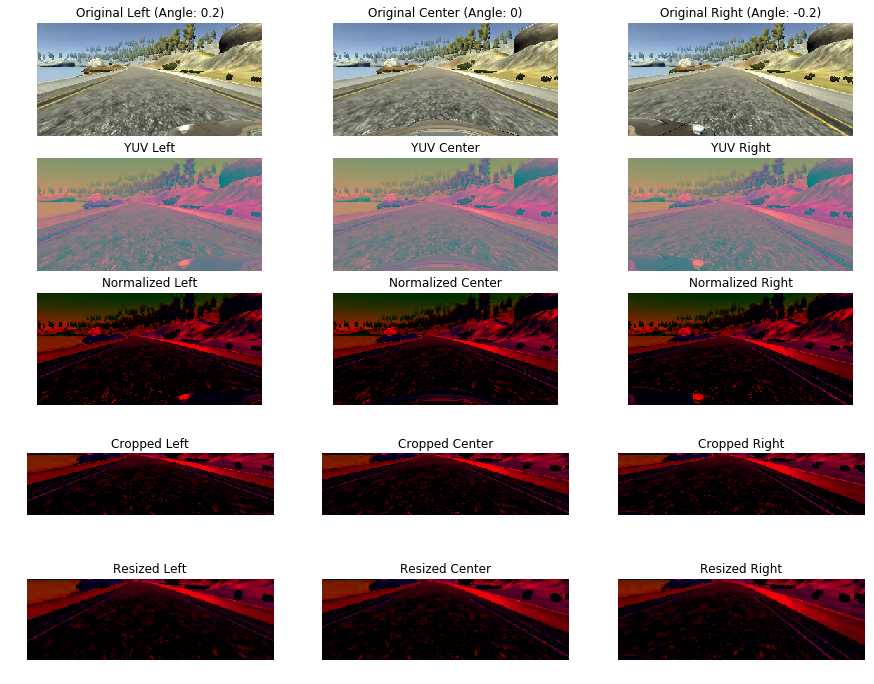 Original Left (Angle: 0.2)
Original Center (Angle: 0)
Original Right (Angle: -0.2)
YUV Left
YUV Center
YUV Right
Normalized Left
Normalized Center
Normalized Right
Cropped Left
Cropped Center
Cropped Right
Resized Left
Resized Center
Resized Right